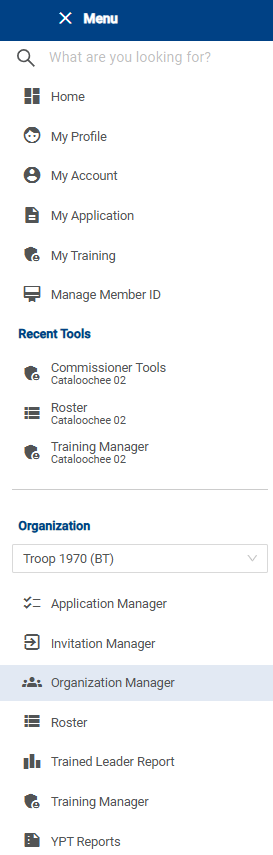 Menu
What are you looking for?
Home
My Profile
My Account
My Application
My Training
Manage Member ID
Recent Tools
Commissioner Tools
Cataloochee 02
Roster
Cataloochee 02
Training Manager
Cataloochee 02
Organization
Troop 1970 (BT)
Application Manager
Invitation Manager
Organization Manager
Roster
Trained Leader Report
Training Manager
YPT Reports